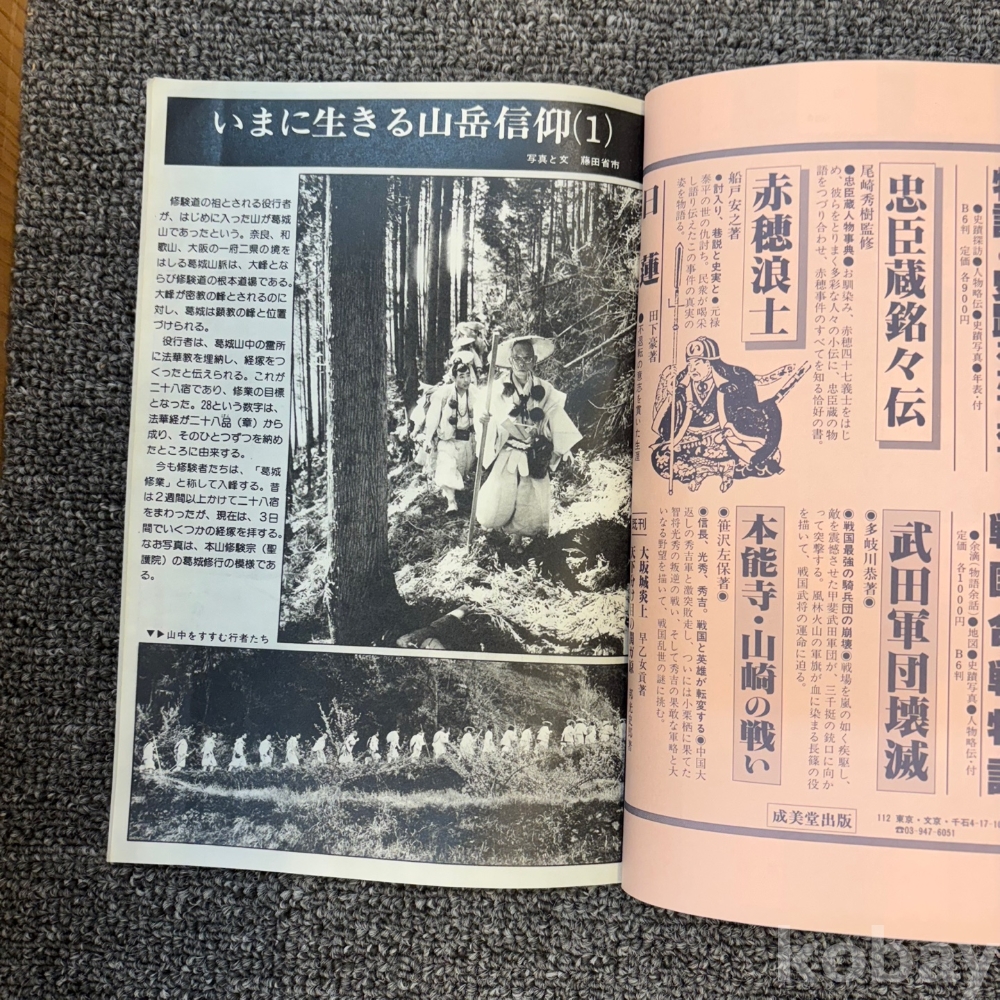 いまに生きる山岳信仰(1)
写真と文　藤田省市
修験道の祖とされる役行者
が、はじめに入った山が葛城
山であったという。奈良、和
歌山、大阪の一府二県の境を
はしる葛城山脈は、大峰とな
らび修験道の根本道場である。
大峰が密教の峰とされるのに
対し、葛城は顕教の峰と位置
づけられる。
役行者は、葛城山中の霊所
に法華教を埋納し、経塚をつ
くったと伝えられる。これが
二十八宿であり、修業の目標
となった。28という数字は、
法華経が二十八品（章）から
成り、そのひとつずつを納め
たところに由来する。
今も修験者たちは、「葛城
修業」と称して入峰する。昔
は2週間以上かけて二十八宿
をまわったが、現在は、3日
間でいくつかの経塚を拝する。
なお写真は、本山修験宗（聖
護院）の葛城修行の模様であ
る。
▼▶山中をすすむ行者たち
●史蹟探訪●人物略伝●史蹟写真●年表・付
B6判　定価 各900円
忠臣蔵銘々伝
尾崎秀樹監修
●忠臣蔵人物事典●お馴染み、赤穂四十七義士をはじ
め、彼らをとりまく多彩な人々の小伝に、忠臣蔵の物
語をつづり合わせ、赤穂事件のすべてを知る恰好の書。
赤穂浪士
船戸安之著
●討入り、巷説と史実と●元禄
泰平の世の仇討ち。民衆が喝采
し語り伝えたこの事件の真実の
姿を物語る。
日蓮
田下豪著
●余演(物語余話)●地図●史蹟写真●人物略伝・付
定価 各1000円　B6判
武田軍団壊滅
●多岐川恭著●
●戦国最強の騎兵団の崩壊●戦場を嵐の如く疾駆し、
敵を震憾させた甲斐武田軍団が、三千挺の銃口に向か
って突撃する。風林火山の軍旗が血に染まる長篠の役
を描いて、戦国武将の運命に迫る。
本能寺・山崎の戦い
●笹沢左保著●
●信長、光秀、秀吉。戦国と英雄が転変する●中国大
返しの秀吉軍と激突敗走し、ついには小栗栖に果てた
智将光秀の叛逆の戦い、そして秀吉の果敢な軍略と大
いなる野望を描いて、戦国乱世の謎に挑む。
大坂城炎上　早乙女貢著
成美堂出版
112 東京・文京・千石4-17-10
☎03-947-6051
kobay